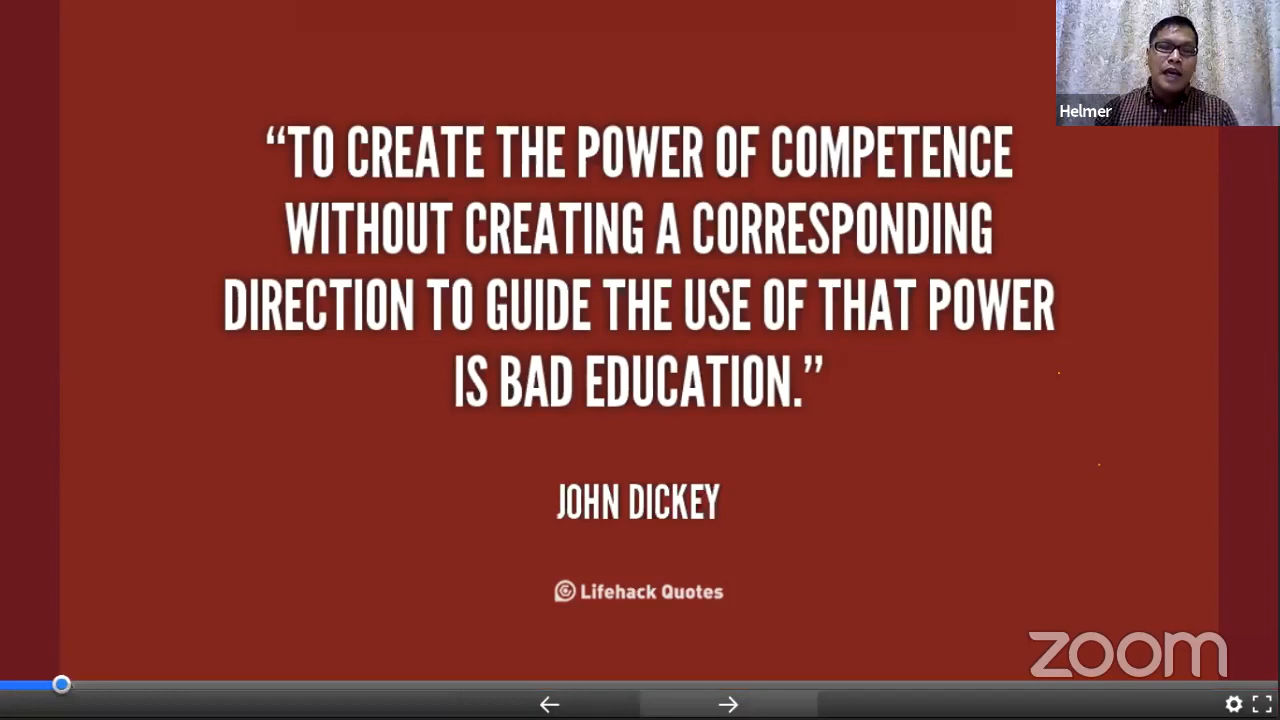 Helmer
“TO CREATE THE POWER OF COMPETENCE
WITHOUT CREATING A CORRESPONDING
DIRECTION TO GUIDE THE USE OF THAT POWER
IS BAD EDUCATION.”
JOHN DICKEY
Lifehack Quotes
zoom